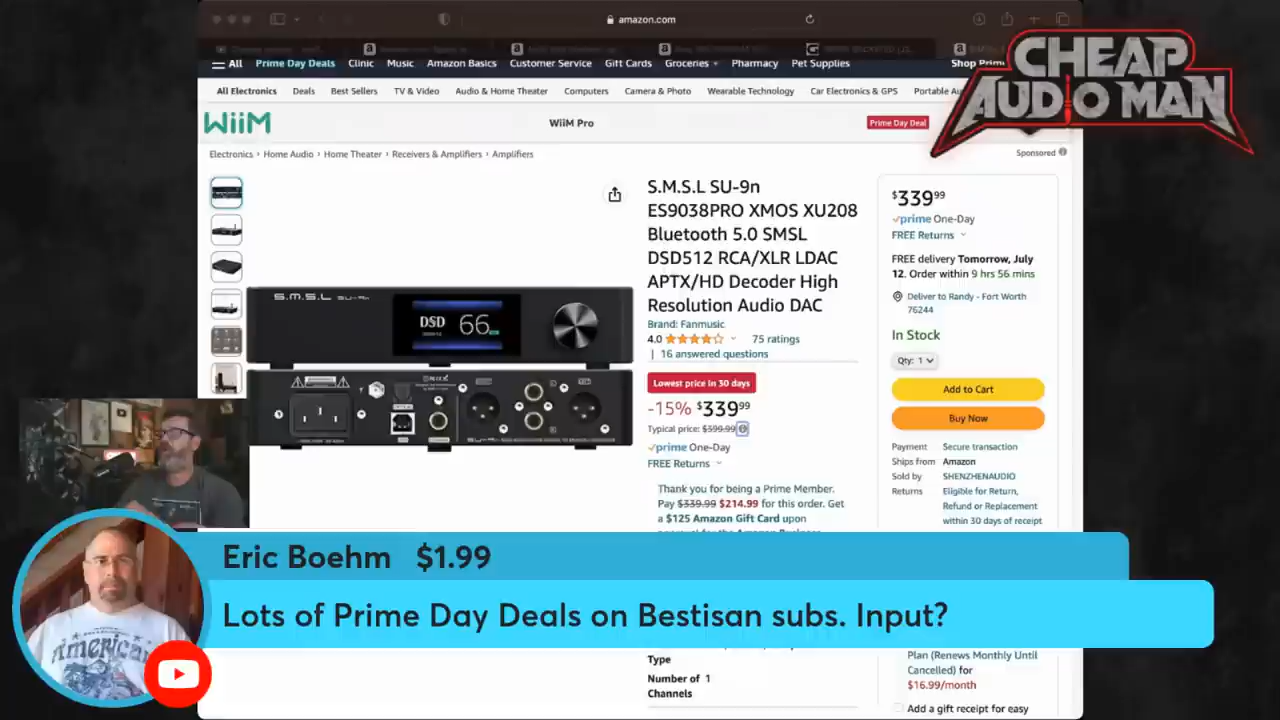 amazon.com
All Prime Day Deals Clinic Music Amazon Basics Customer Service Gift Cards Groceries Pharmacy Pet Supplies Shop Prim
CHEAP
AUDIO MAN
All Electronics Deals Best Sellers TV & Video Audio & Home Theater Computers Camera & Photo Wearable Technology Car Electronics & GPS Portable Au
WiiM WiiM Pro Prime Day Deal
Electronics › Home Audio › Home Theater › Receivers & Amplifiers › Amplifiers
Sponsored
S.M.S.L SU-9n
ES9038PRO XMOS XU208
Bluetooth 5.0 SMSL
DSD512 RCA/XLR LDAC
APTX/HD Decoder High
Resolution Audio DAC
Brand: Fanmusic
4.0 75 ratings
| 16 answered questions
Lowest price in 30 days
-15% $339.99
Typical price: $399.99
prime One-Day
FREE Returns
Thank you for being a Prime Member.
Pay $339.99 $214.99 for this order. Get
a $125 Amazon Gift Card upon
S.M.S.L SU-9n
DSD 66
$339.99
prime One-Day
FREE Returns
FREE delivery Tomorrow, July
12. Order within 9 hrs 56 mins
Deliver to Randy - Fort Worth
76244
In Stock
Qty: 1
Add to Cart
Buy Now
Payment Secure transaction
Ships from Amazon
Sold by SHENZHENAUDIO
Returns Eligible for Return,
Refund or Replacement
within 30 days of receipt
Eric Boehm $1.99
Lots of Prime Day Deals on Bestisan subs. Input?
American
Type
Number of 1
Channels
Plan (Renews Monthly Until
Cancelled) for
$16.99/month
Add a gift receipt for easy